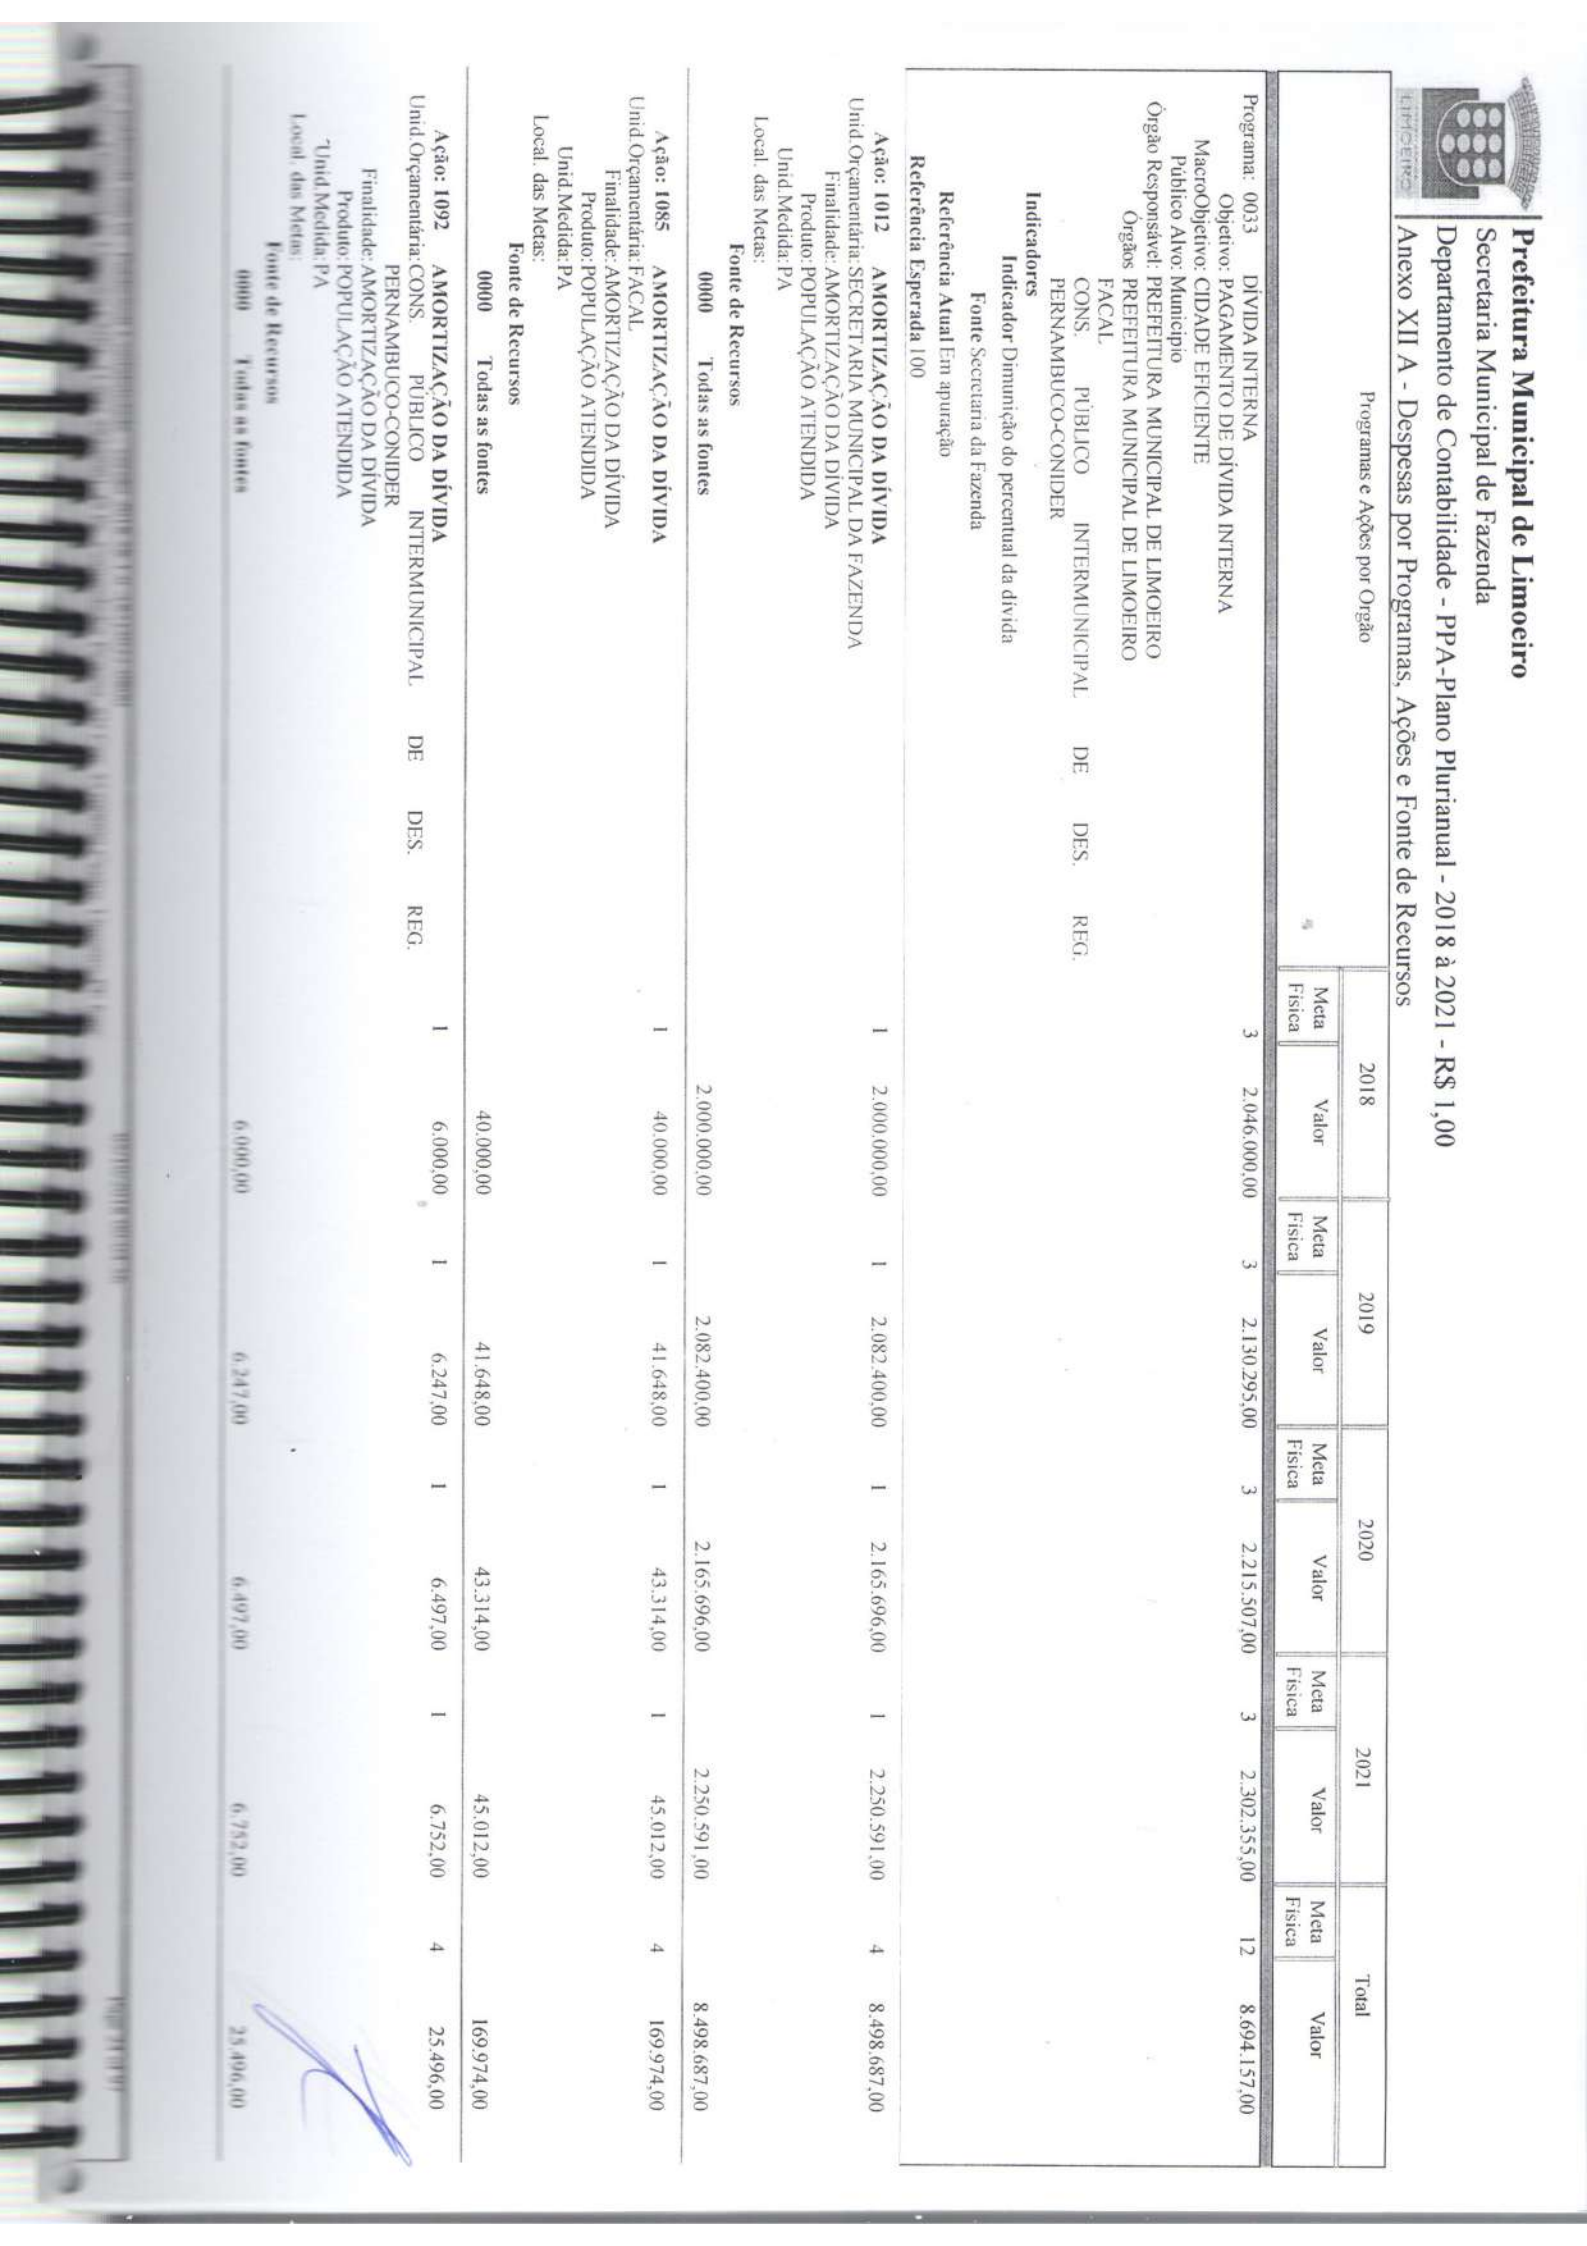 LIMOEIRO
Prefeitura Municipal de Limoeiro
Secretaria Municipal de Fazenda
Departamento de Contabilidade - PPA-Plano Plurianual - 2018 à 2021 - R$ 1,00
Anexo XII A - Despesas por Programas, Ações e Fonte de Recursos
Programas e Ações por Orgão 2018 2019 2020 2021 Total
Meta Física Valor Meta Física Valor Meta Física Valor Meta Física Valor Meta Física Valor
Programa: 0033 DÍVIDA INTERNA 3 2.046.000,00 3 2.130.295,00 3 2.215.507,00 3 2.302.355,00 12 8.694.157,00
Objetivo: PAGAMENTO DE DÍVIDA INTERNA
MacroObjetivo: CIDADE EFICIENTE
Público Alvo: Municipio
Órgão Responsável: PREFEITURA MUNICIPAL DE LIMOEIRO
Órgãos PREFEITURA MUNICIPAL DE LIMOEIRO
FACAL
CONS. PÚBLICO INTERMUNICIPAL DE DES. REG.
PERNAMBUCO-CONIDER
Indicadores
Indicador Dimunição do percentual da divida
Fonte Secretaria da Fazenda
Referência Atual Em apuração
Referência Esperada 100
Ação: 1012 AMORTIZAÇÃO DA DÍVIDA 1 2.000.000,00 1 2.082.400,00 1 2.165.696,00 1 2.250.591,00 4 8.498.687,00
Unid.Orçamentária: SECRETARIA MUNICIPAL DA FAZENDA
Finalidade: AMORTIZAÇÃO DA DÍVIDA
Produto: POPULAÇÃO ATENDIDA
Unid.Medida: PA
Local. das Metas:
Fonte de Recursos
0000 Todas as fontes 2.000.000,00 2.082.400,00 2.165.696,00 2.250.591,00 8.498.687,00
Ação: 1085 AMORTIZAÇÃO DA DÍVIDA 1 40.000,00 1 41.648,00 1 43.314,00 1 45.012,00 4 169.974,00
Unid.Orçamentária: FACAL
Finalidade: AMORTIZAÇÃO DA DÍVIDA
Produto: POPULAÇÃO ATENDIDA
Unid.Medida: PA
Local. das Metas:
Fonte de Recursos
0000 Todas as fontes 40.000,00 41.648,00 43.314,00 45.012,00 169.974,00
Ação: 1092 AMORTIZAÇÃO DA DÍVIDA 1 6.000,00 1 6.247,00 1 6.497,00 1 6.752,00 4 25.496,00
Unid.Orçamentária: CONS. PÚBLICO INTERMUNICIPAL DE DES. REG.
PERNAMBUCO-CONIDER
Finalidade: AMORTIZAÇÃO DA DÍVIDA
Produto: POPULAÇÃO ATENDIDA
Unid.Medida: PA
Local. das Metas:
Fonte de Recursos
0000 Todas as fontes 6.000,00 6.247,00 6.497,00 6.752,00 25.496,00